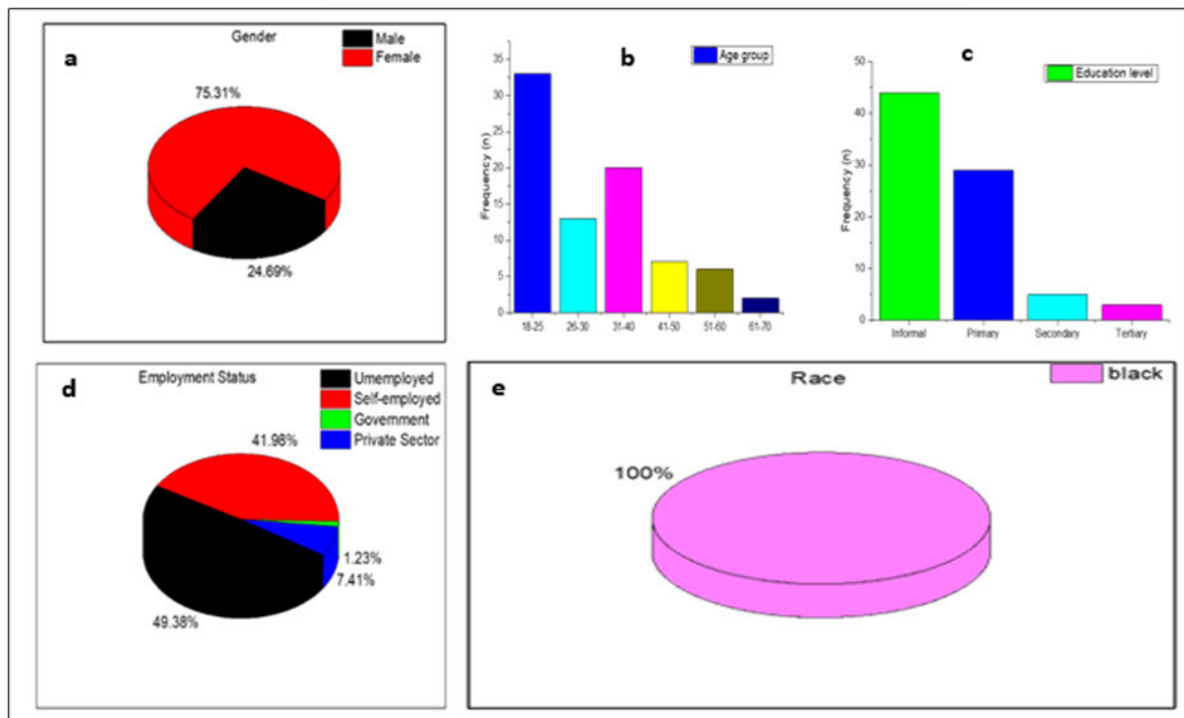 a
Gender
Male
Female
75.31%
24.69%
b
Age group
Frequency (n)
35
30
25
20
15
10
5
0
18-25
26-30
31-40
41-50
51-60
61-70
c
Education level
Frequency (n)
50
40
30
20
10
0
Informal
Primary
Secondary
Tertiary
d
Employment Status
Umemployed
Self-employed
Government
Private Sector
41.98%
1.23%
7.41%
49.38%
e
Race
black
100%